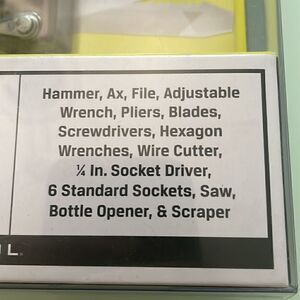 Hammer, Ax, File, Adjustable
Wrench, Pliers, Blades,
Screwdrivers, Hexagon
Wrenches, Wire Cutter,
¼ In. Socket Driver,
6 Standard Sockets, Saw,
Bottle Opener, & Scraper